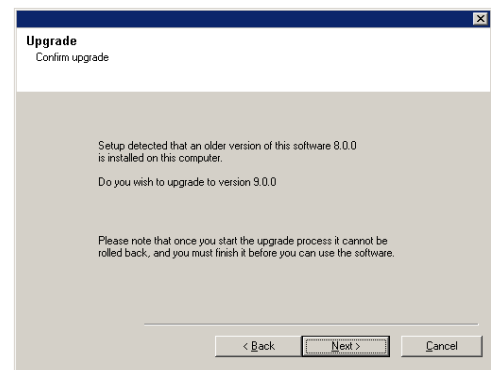 Upgrade
Confirm upgrade
Setup detected that an older version of this software 8.0.0
is installed on this computer.
Do you wish to upgrade to version 9.0.0
Please note that once you start the upgrade process it cannot be
rolled back, and you must finish it before you can use the software.
< Back
Next >
Cancel